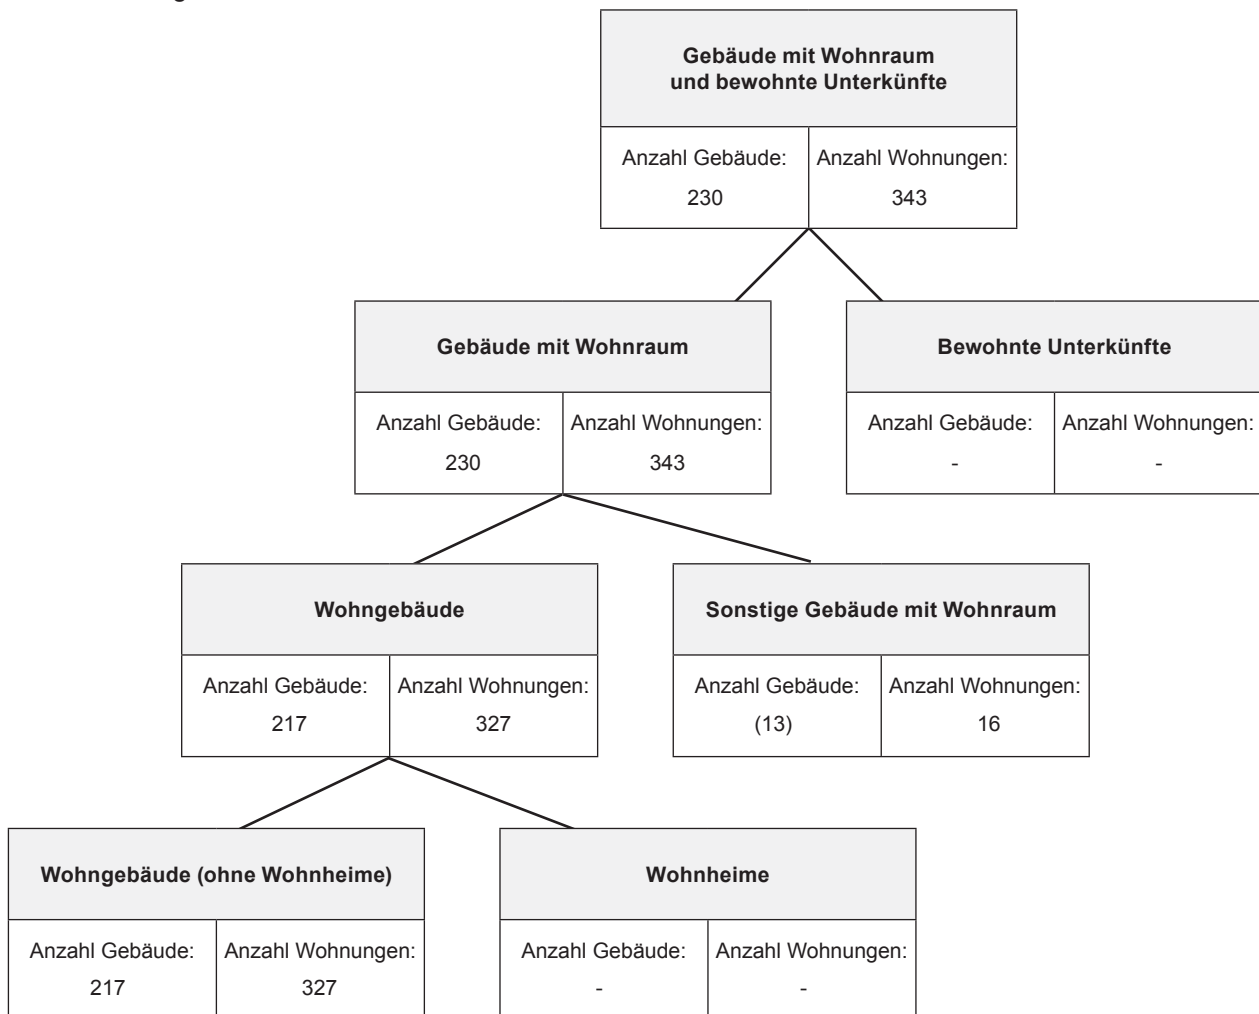 Gebäude mit Wohnraum
und bewohnte Unterkünfte
Anzahl Gebäude: Anzahl Wohnungen:
230 343
Gebäude mit Wohnraum
Bewohnte Unterkünfte
Anzahl Gebäude: Anzahl Wohnungen:
230 343
Anzahl Gebäude: Anzahl Wohnungen:
- -
Wohngebäude
Sonstige Gebäude mit Wohnraum
Anzahl Gebäude: Anzahl Wohnungen:
217 327
Anzahl Gebäude: Anzahl Wohnungen:
(13) 16
Wohngebäude (ohne Wohnheime)
Wohnheime
Anzahl Gebäude: Anzahl Wohnungen:
217 327
Anzahl Gebäude: Anzahl Wohnungen:
- -